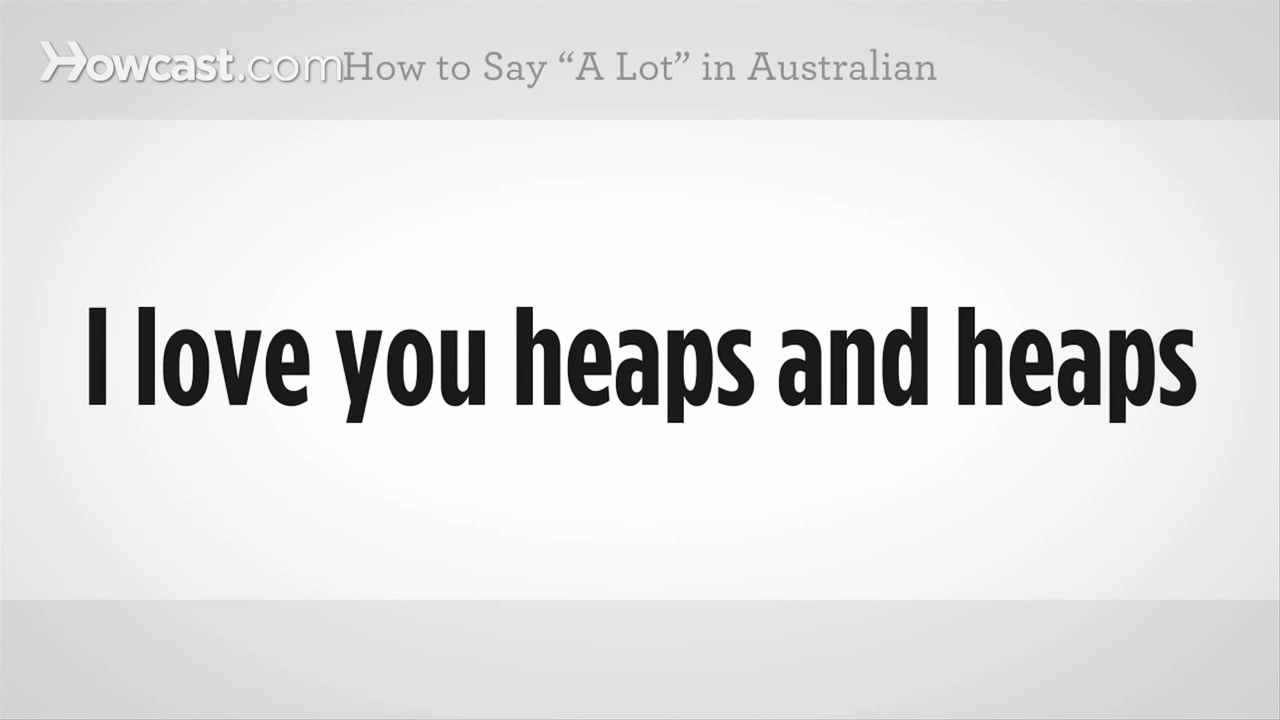 Howcast.com How to Say “A Lot” in Australian
I love you heaps and heaps